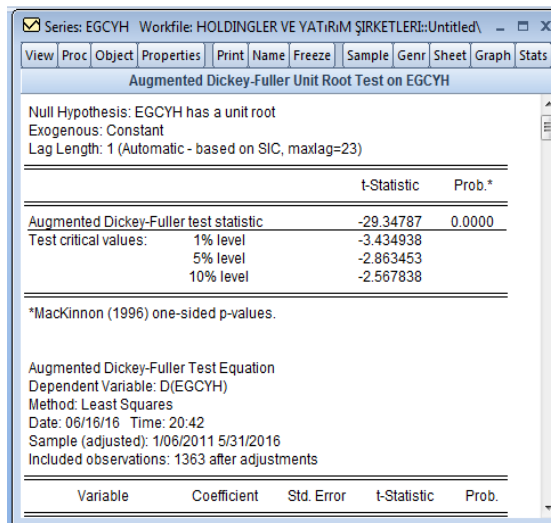 Series: EGCYH Workfile: HOLDINGLER VE YATıRıM ŞIRKETLERI::Untitled\
View Proc Object Properties Print Name Freeze Sample Genr Sheet Graph Stats
Augmented Dickey-Fuller Unit Root Test on EGCYH
Null Hypothesis: EGCYH has a unit root
Exogenous: Constant
Lag Length: 1 (Automatic - based on SIC, maxlag=23)
t-Statistic Prob.*
Augmented Dickey-Fuller test statistic -29.34787 0.0000
Test critical values: 1% level -3.434938
5% level -2.863453
10% level -2.567838
*MacKinnon (1996) one-sided p-values.
Augmented Dickey-Fuller Test Equation
Dependent Variable: D(EGCYH)
Method: Least Squares
Date: 06/16/16 Time: 20:42
Sample (adjusted): 1/06/2011 5/31/2016
Included observations: 1363 after adjustments
Variable Coefficient Std. Error t-Statistic Prob.